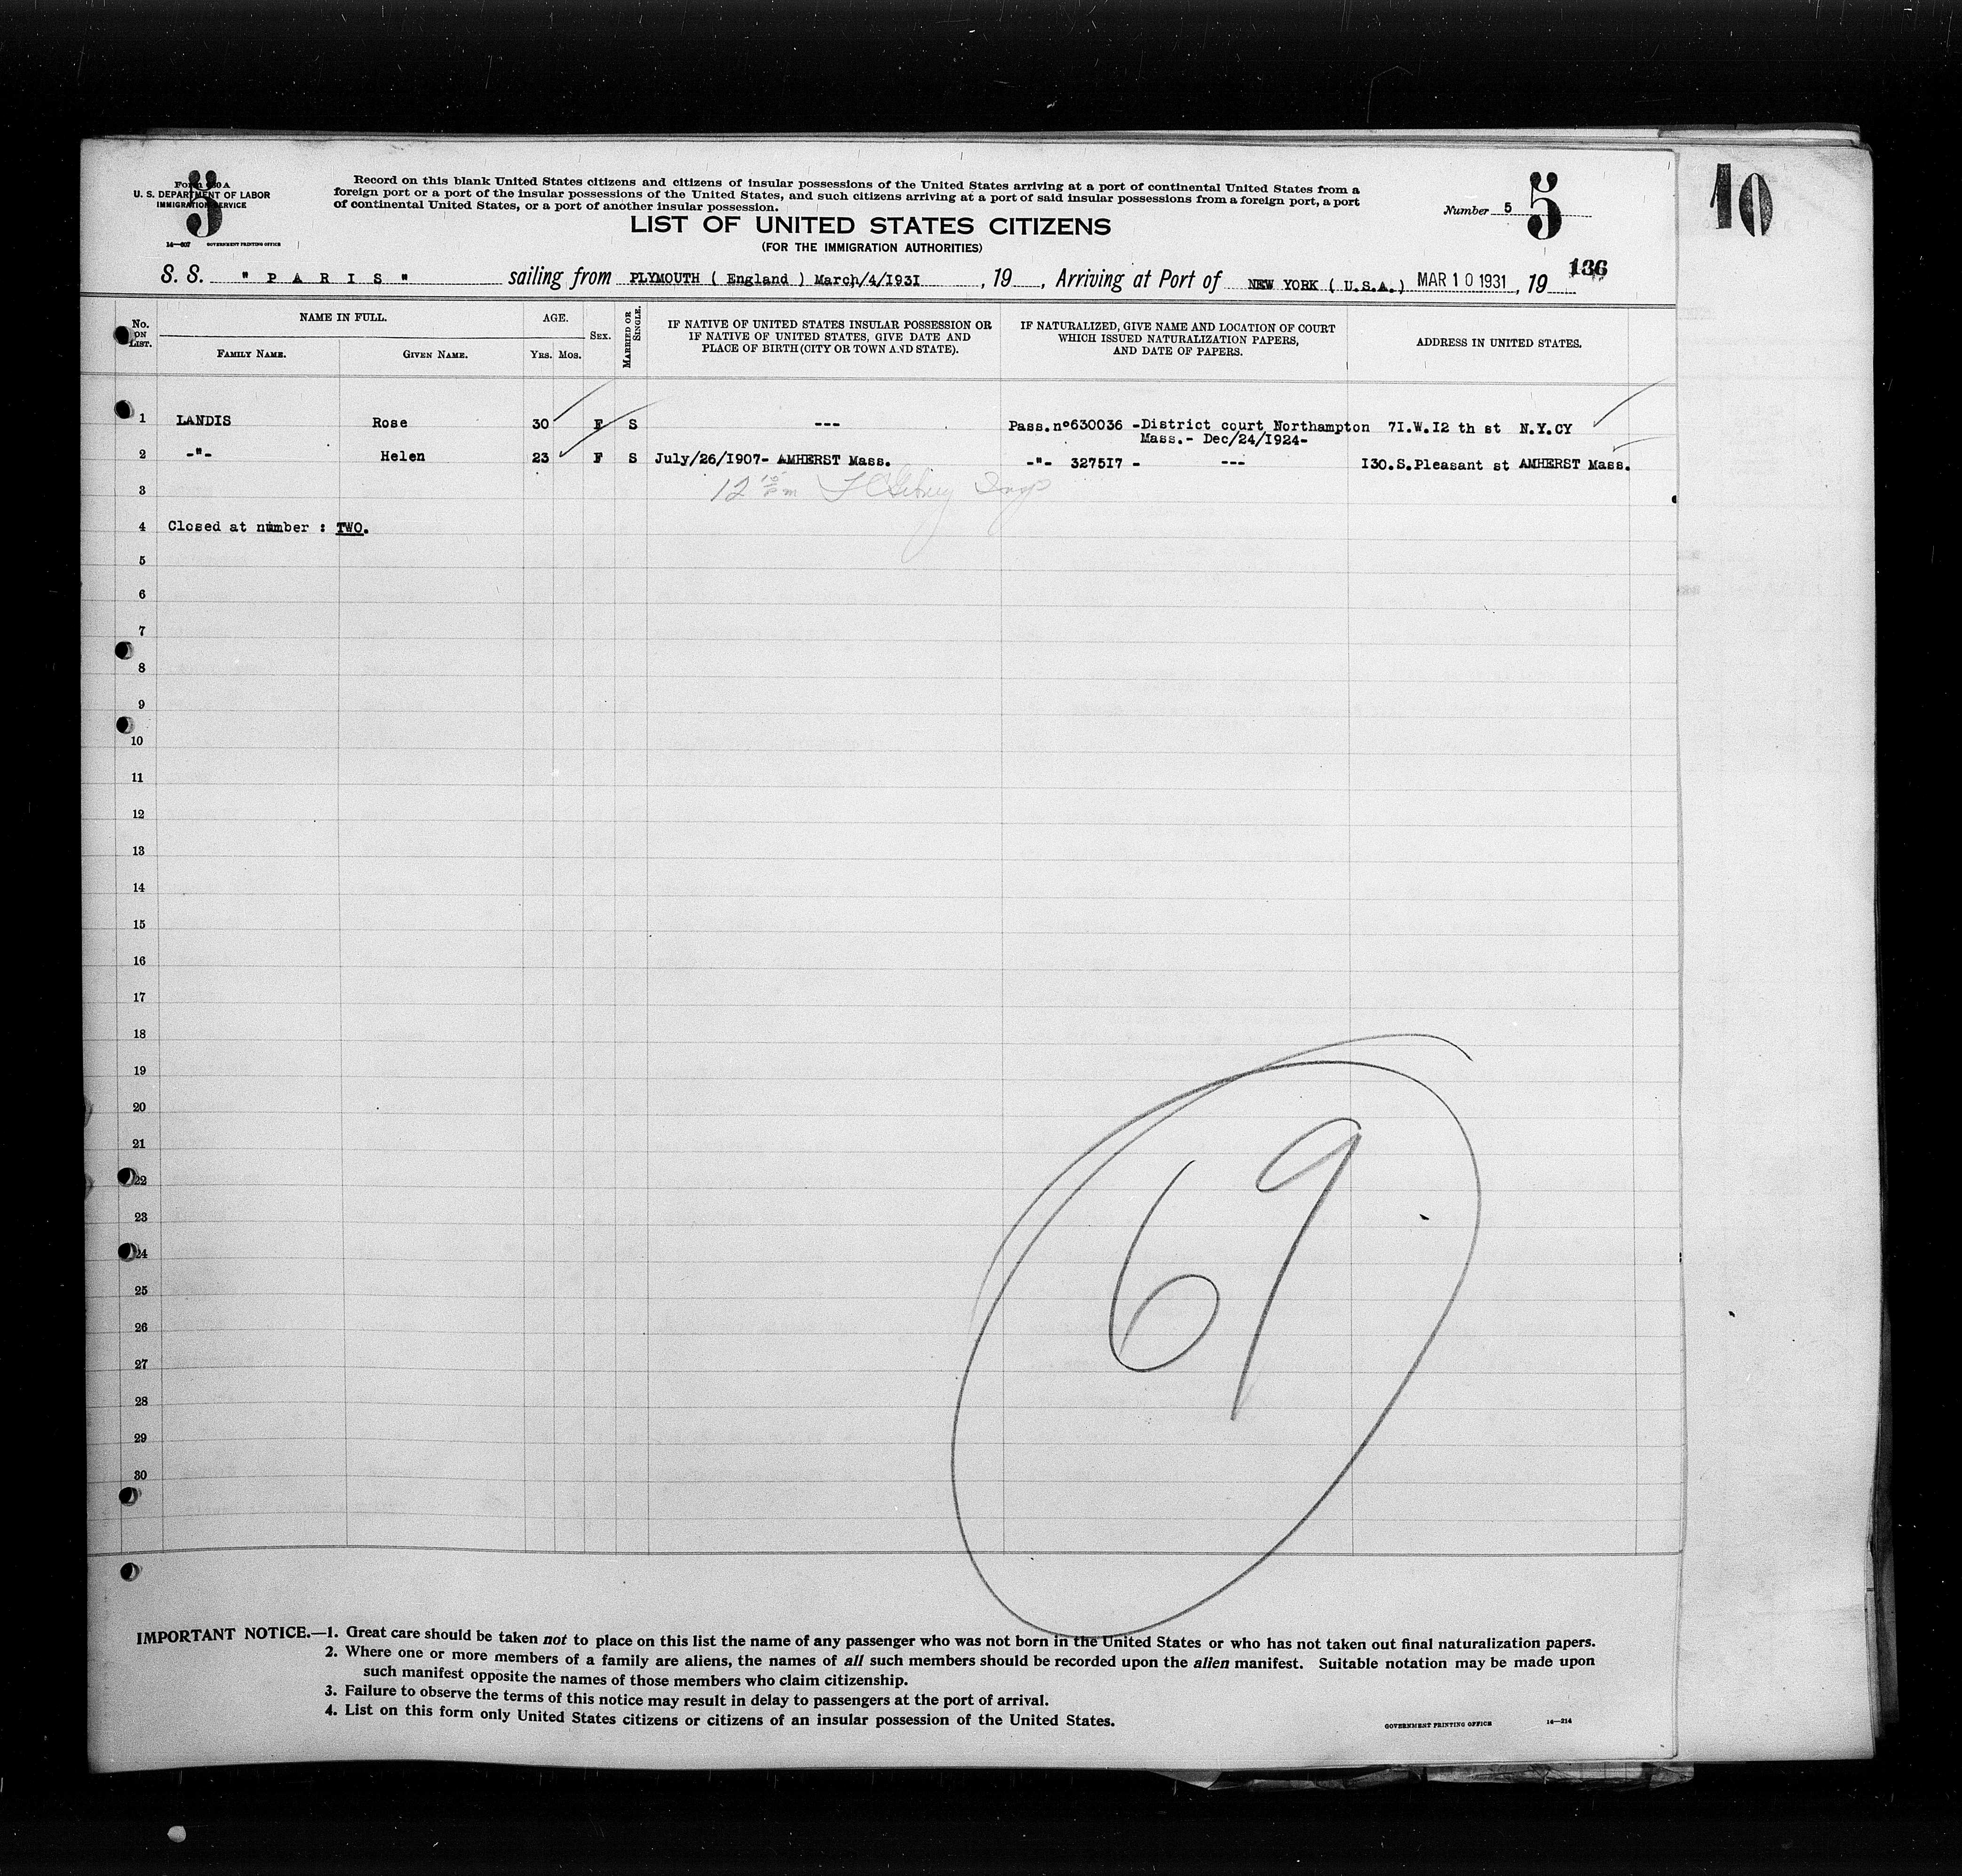 5
Form 630 A
U. S. DEPARTMENT OF LABOR
IMMIGRATION SERVICE
14—607 GOVERNMENT PRINTING OFFICE
Record on this blank United States citizens and citizens of insular possessions of the United States arriving at a port of continental United States from a
foreign port or a port of the insular possessions of the United States, and such citizens arriving at a port of said insular possessions from a foreign port, a port
of continental United States, or a port of another insular possession.
Number 5
5
10
LIST OF UNITED STATES CITIZENS
(FOR THE IMMIGRATION AUTHORITIES)
136
S. S. " P A R I S " sailing from PLYMOUTH ( England ) March/4/1931 , 19 , Arriving at Port of NEW YORK ( U.S.A.) MAR 10 1931 , 19
No. ON LIST.
NAME IN FULL.
FAMILY NAME. GIVEN NAME.
AGE.
YRS. MOS.
SEX.
MARRIED OR SINGLE.
IF NATIVE OF UNITED STATES INSULAR POSSESSION OR
IF NATIVE OF UNITED STATES, GIVE DATE AND
PLACE OF BIRTH (CITY OR TOWN AND STATE).
IF NATURALIZED, GIVE NAME AND LOCATION OF COURT
WHICH ISSUED NATURALIZATION PAPERS,
AND DATE OF PAPERS.
ADDRESS IN UNITED STATES.
1 LANDIS Rose 30 F S --- Pass.n°630036 -District court Northampton 7I.W.I2 th st N.Y.CY
Mass.- Dec/24/I924-
2 -"- Helen 23 F S July/26/I907- AMHERST Mass. -"- 3275I7 - --- I30.S.Pleasant st AMHERST Mass.
3 12
4 Closed at number : TWO.
5
6
7
8
9
10
11
12
13
14
15
16
17
18
19
20
21
22
23
24
25
26
27
28
29
30
69
IMPORTANT NOTICE.—1. Great care should be taken not to place on this list the name of any passenger who was not born in the United States or who has not taken out final naturalization papers.
2. Where one or more members of a family are aliens, the names of all such members should be recorded upon the alien manifest. Suitable notation may be made upon
such manifest opposite the names of those members who claim citizenship.
3. Failure to observe the terms of this notice may result in delay to passengers at the port of arrival.
4. List on this form only United States citizens or citizens of an insular possession of the United States.
GOVERNMENT PRINTING OFFICE 14—214